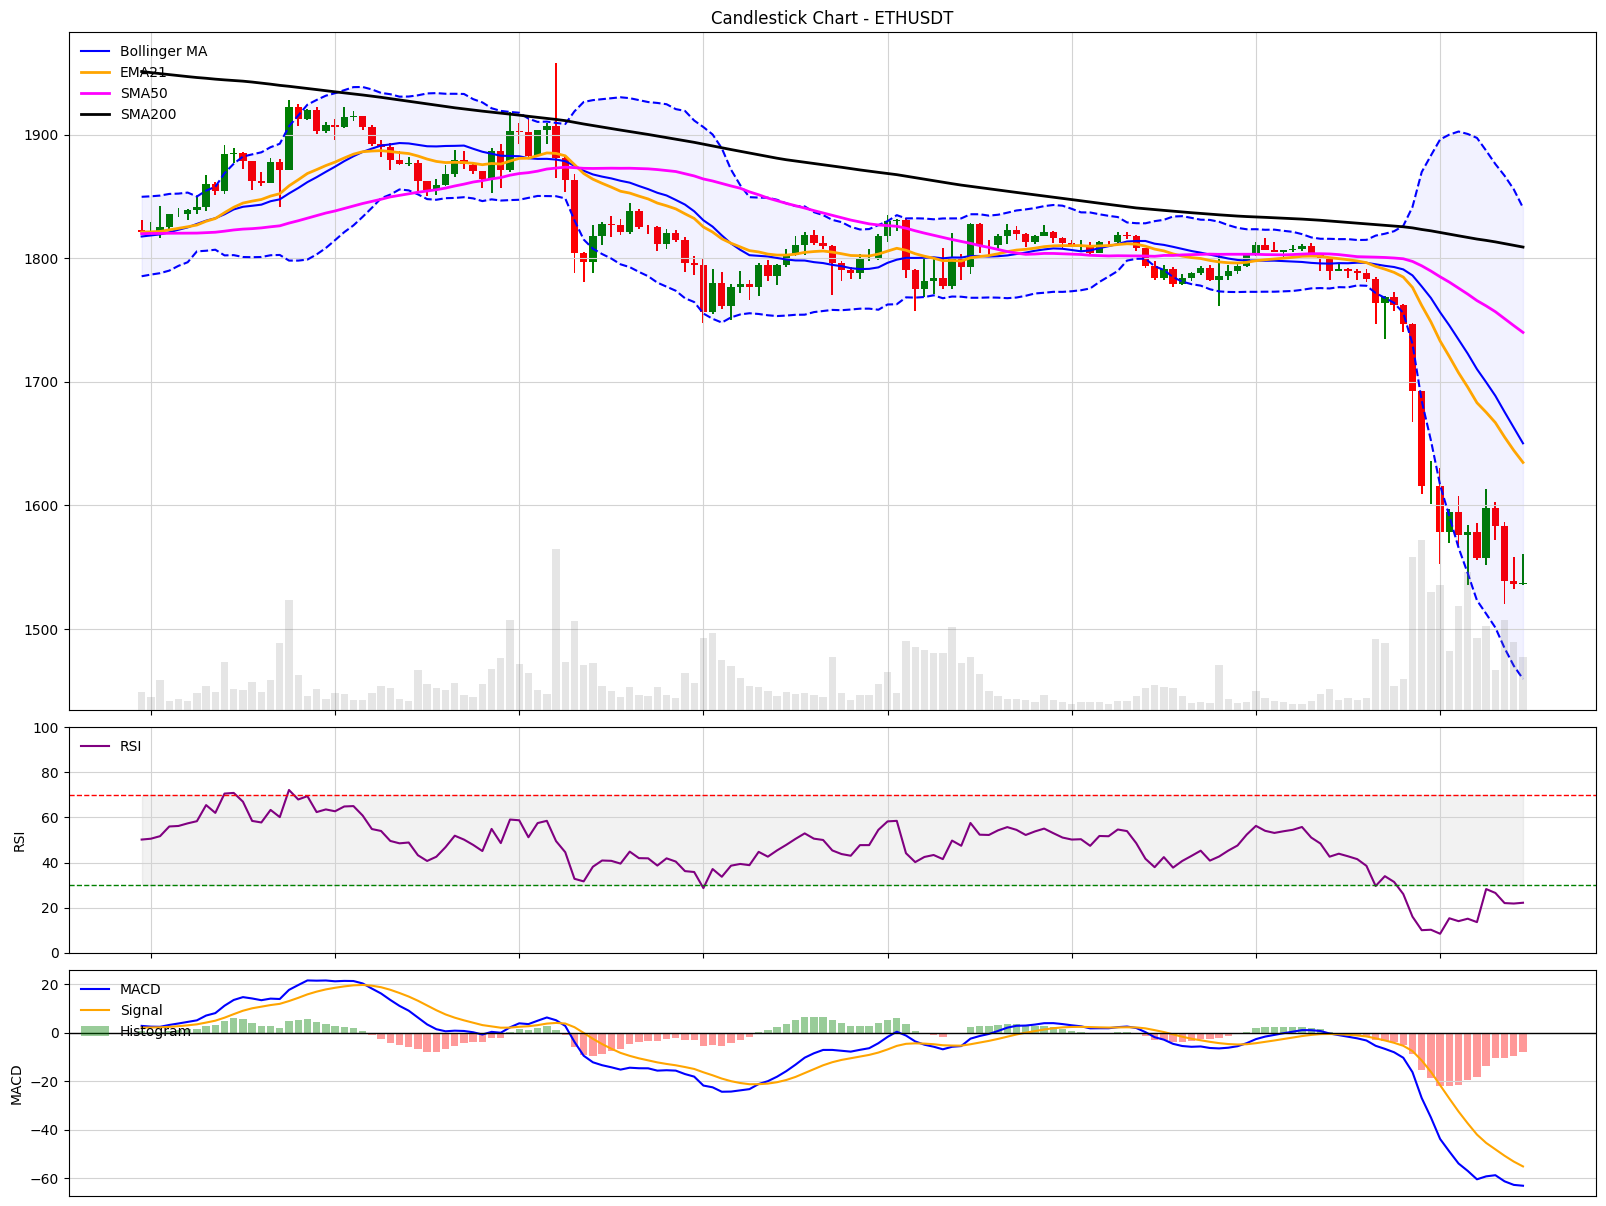 Candlestick Chart - ETHUSDT
Bollinger MA
EMA21
SMA50
SMA200
1900
1800
1700
1600
1500
RSI
100
80
60
40
20
0
RSI
MACD
Signal
Histogram
20
0
−20
−40
−60
MACD